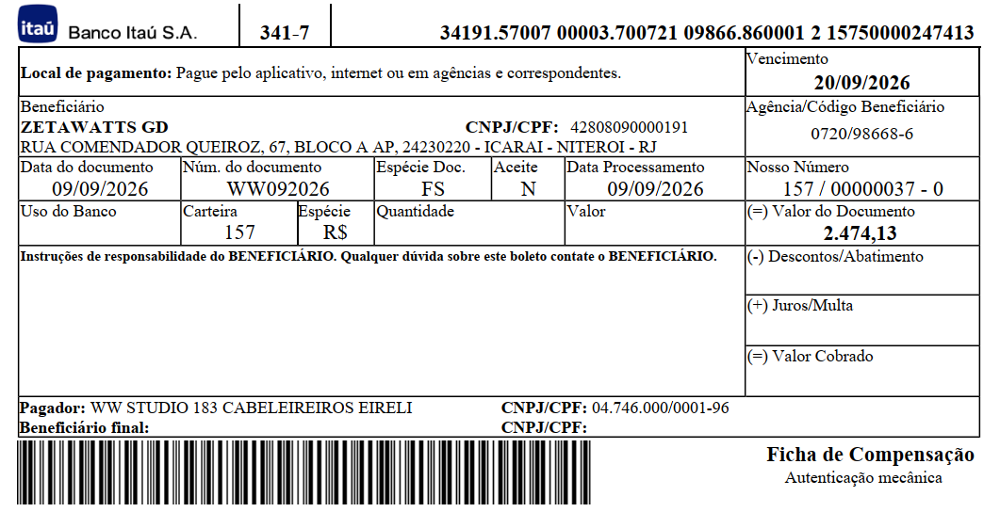 itaú Banco Itaú S.A. 341-7 34191.57007 00003.700721 09866.860001 2 15750000247413
Local de pagamento: Pague pelo aplicativo, internet ou em agências e correspondentes.
Vencimento
20/09/2026
Beneficiário
ZETAWATTS GD CNPJ/CPF: 42808090000191
RUA COMENDADOR QUEIROZ, 67, BLOCO A AP, 24230220 - ICARAI - NITEROI - RJ
Agência/Código Beneficiário
0720/98668-6
Data do documento Núm. do documento Espécie Doc. Aceite Data Processamento Nosso Número
09/09/2026 WW092026 FS N 09/09/2026 157 / 00000037 - 0
Uso do Banco Carteira Espécie Quantidade Valor (=) Valor do Documento
157 R$ 2.474,13
Instruções de responsabilidade do BENEFICIÁRIO. Qualquer dúvida sobre este boleto contate o BENEFICIÁRIO.
(-) Descontos/Abatimento
(+) Juros/Multa
(=) Valor Cobrado
Pagador: WW STUDIO 183 CABELEIREIROS EIRELI CNPJ/CPF: 04.746.000/0001-96
Beneficiário final: CNPJ/CPF:
Ficha de Compensação
Autenticação mecânica